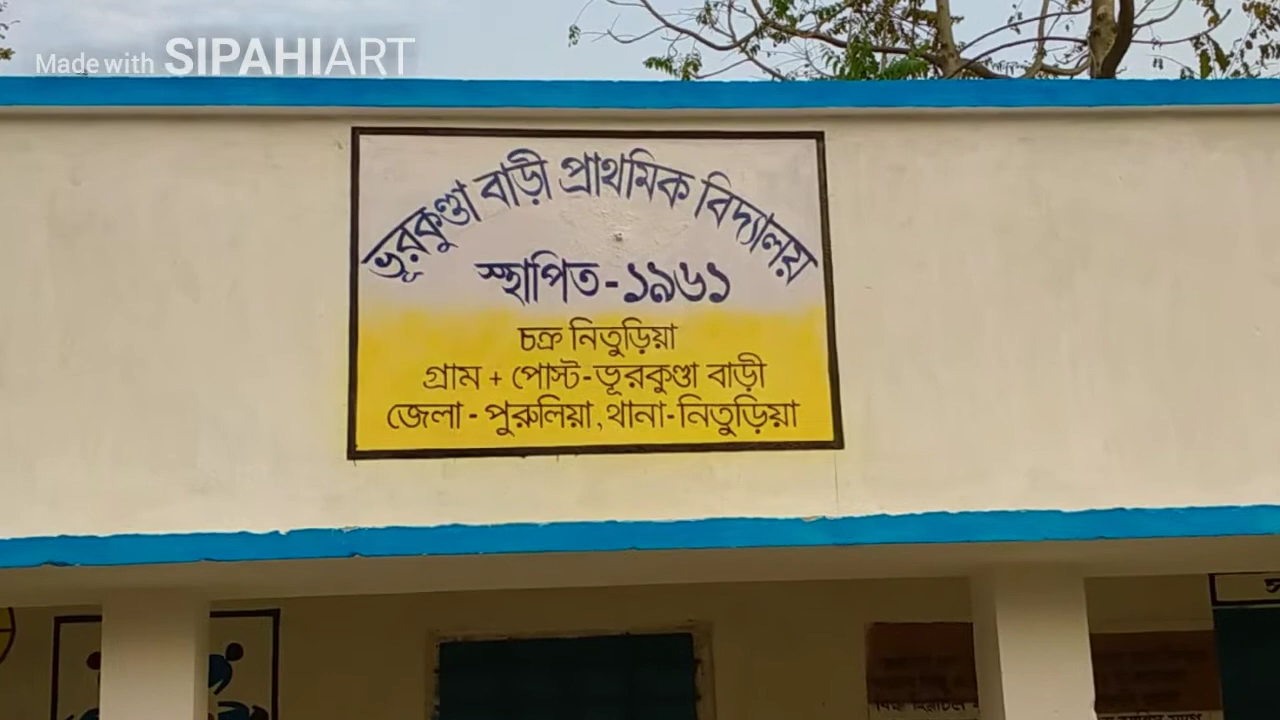 Made with SIPAHIART
ভূরকুণ্ডা বাড়ী প্রাথমিক বিদ্যালয়
স্থাপিত - ১৯৬১
চক্র নিতুড়িয়া
গ্রাম + পোস্ট - ভূরকুণ্ডা বাড়ী
জেলা - পুরুলিয়া, থানা - নিতুড়িয়া